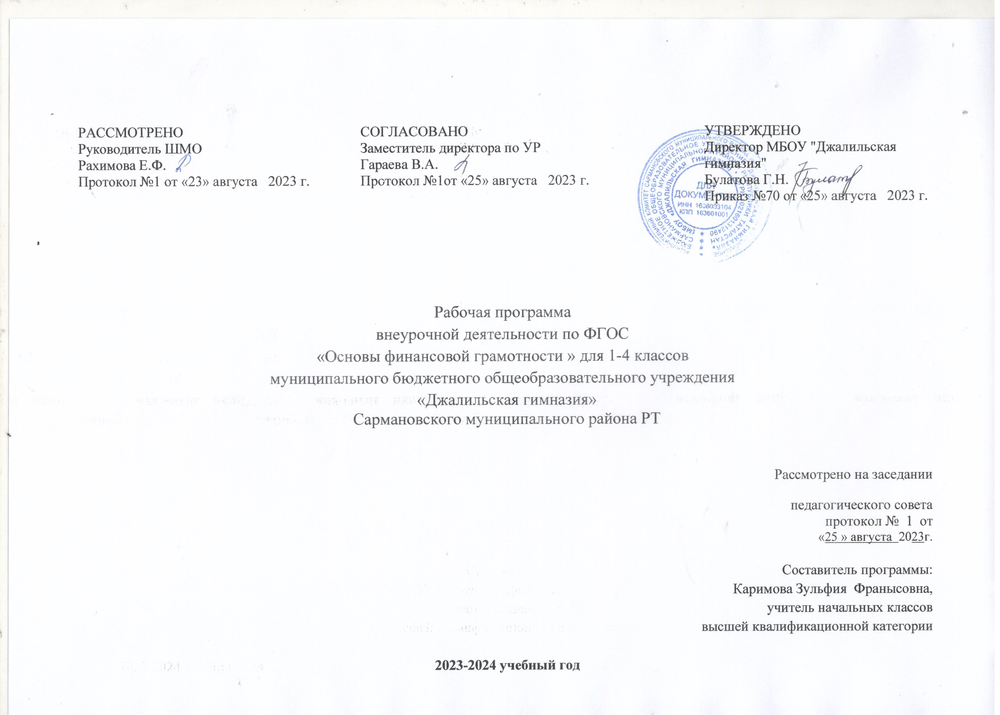 РАССМОТРЕНО
Руководитель ШМО
Рахимова Е.Ф.
Протокол №1 от «23» августа 2023 г.
СОГЛАСОВАНО
Заместитель директора по УР
Гараева В.А.
Протокол №1от «25» августа 2023 г.
УТВЕРЖДЕНО
Директор МБОУ "Джалильская
гимназия"
Булатова Г.Н.
Приказ №70 от «25» августа 2023 г.
ДЛЯ
ДОКУМЕНТОВ
ИНН 1636003104
КПП 163601001
Рабочая программа
внеурочной деятельности по ФГОС
«Основы финансовой грамотности » для 1-4 классов
муниципального бюджетного общеобразовательного учреждения
«Джалильская гимназия»
Сармановского муниципального района РТ
Рассмотрено на заседании
педагогического совета
протокол № 1 от
«25 » августа 2023г.
Составитель программы:
Каримова Зульфия Франысовна,
учитель начальных классов
высшей квалификационной категории
2023-2024 учебный год